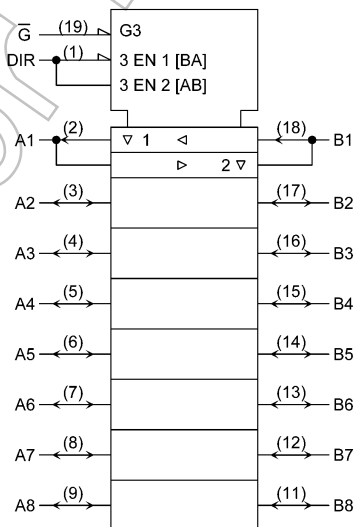 G (19) G3
DIR (1) 3 EN 1 [BA]
3 EN 2 [AB]
A1 (2) ▽ 1 ◁ (18) B1
▷ 2 ▽
A2 (3) (17) B2
A3 (4) (16) B3
A4 (5) (15) B4
A5 (6) (14) B5
A6 (7) (13) B6
A7 (8) (12) B7
A8 (9) (11) B8